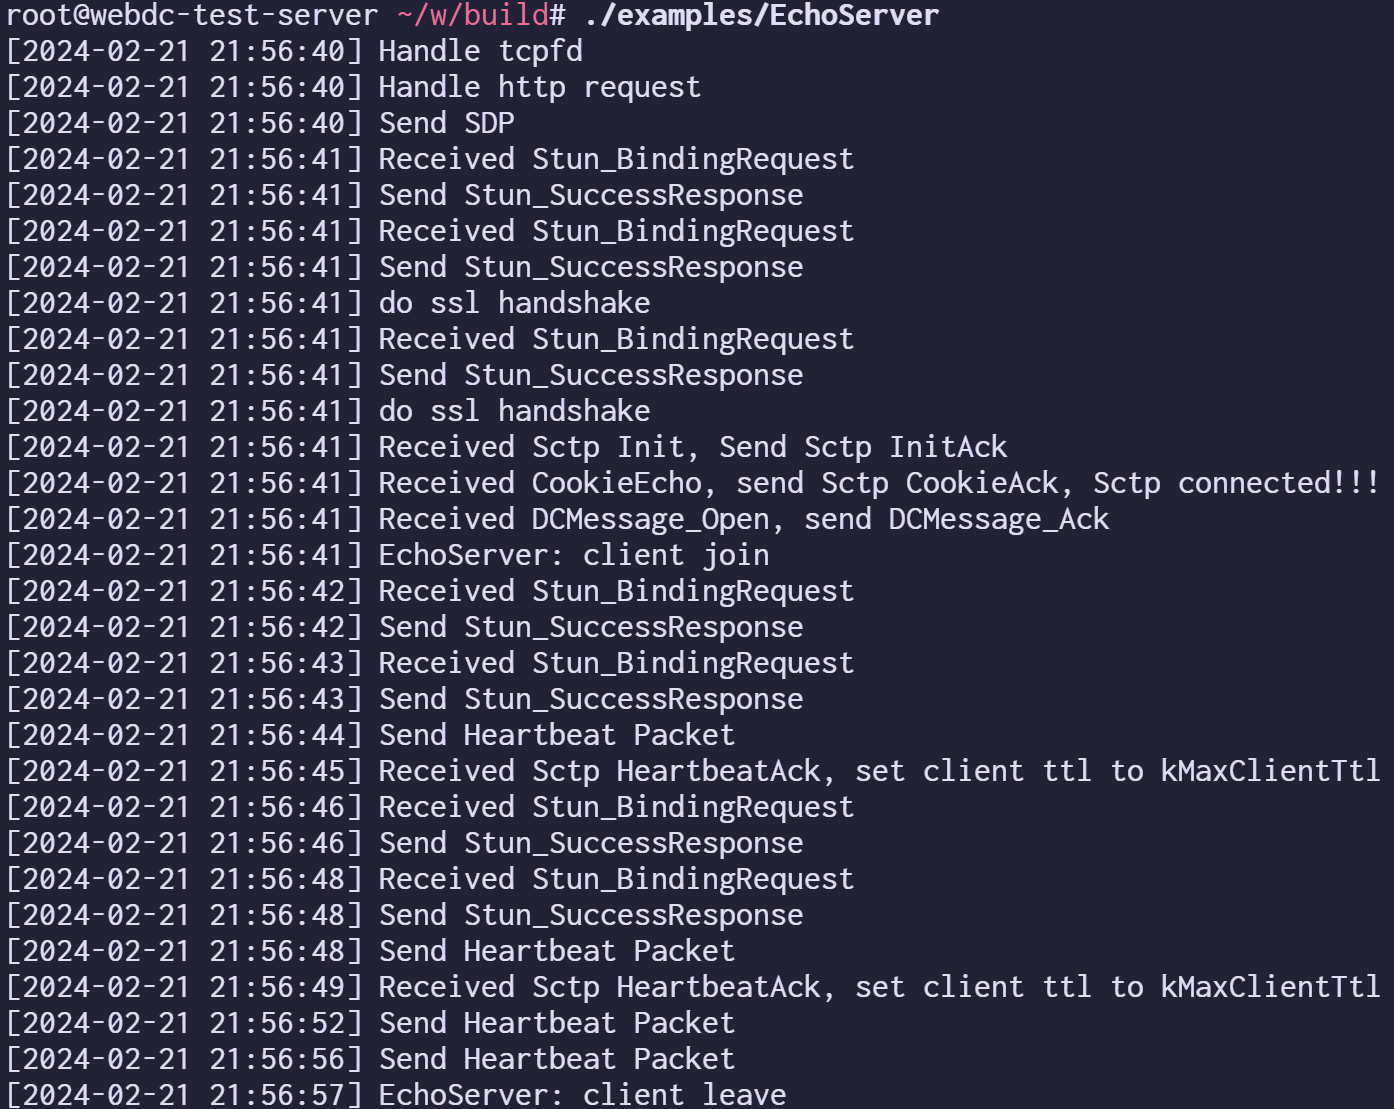 root@webdc-test-server ~/w/build# ./examples/EchoServer
[2024-02-21 21:56:40] Handle tcpfd
[2024-02-21 21:56:40] Handle http request
[2024-02-21 21:56:40] Send SDP
[2024-02-21 21:56:41] Received Stun_BindingRequest
[2024-02-21 21:56:41] Send Stun_SuccessResponse
[2024-02-21 21:56:41] Received Stun_BindingRequest
[2024-02-21 21:56:41] Send Stun_SuccessResponse
[2024-02-21 21:56:41] do ssl handshake
[2024-02-21 21:56:41] Received Stun_BindingRequest
[2024-02-21 21:56:41] Send Stun_SuccessResponse
[2024-02-21 21:56:41] do ssl handshake
[2024-02-21 21:56:41] Received Sctp Init, Send Sctp InitAck
[2024-02-21 21:56:41] Received CookieEcho, send Sctp CookieAck, Sctp connected!!!
[2024-02-21 21:56:41] Received DCMessage_Open, send DCMessage_Ack
[2024-02-21 21:56:41] EchoServer: client join
[2024-02-21 21:56:42] Received Stun_BindingRequest
[2024-02-21 21:56:42] Send Stun_SuccessResponse
[2024-02-21 21:56:43] Received Stun_BindingRequest
[2024-02-21 21:56:43] Send Stun_SuccessResponse
[2024-02-21 21:56:44] Send Heartbeat Packet
[2024-02-21 21:56:45] Received Sctp HeartbeatAck, set client ttl to kMaxClientTtl
[2024-02-21 21:56:46] Received Stun_BindingRequest
[2024-02-21 21:56:46] Send Stun_SuccessResponse
[2024-02-21 21:56:48] Received Stun_BindingRequest
[2024-02-21 21:56:48] Send Stun_SuccessResponse
[2024-02-21 21:56:48] Send Heartbeat Packet
[2024-02-21 21:56:49] Received Sctp HeartbeatAck, set client ttl to kMaxClientTtl
[2024-02-21 21:56:52] Send Heartbeat Packet
[2024-02-21 21:56:56] Send Heartbeat Packet
[2024-02-21 21:56:57] EchoServer: client leave